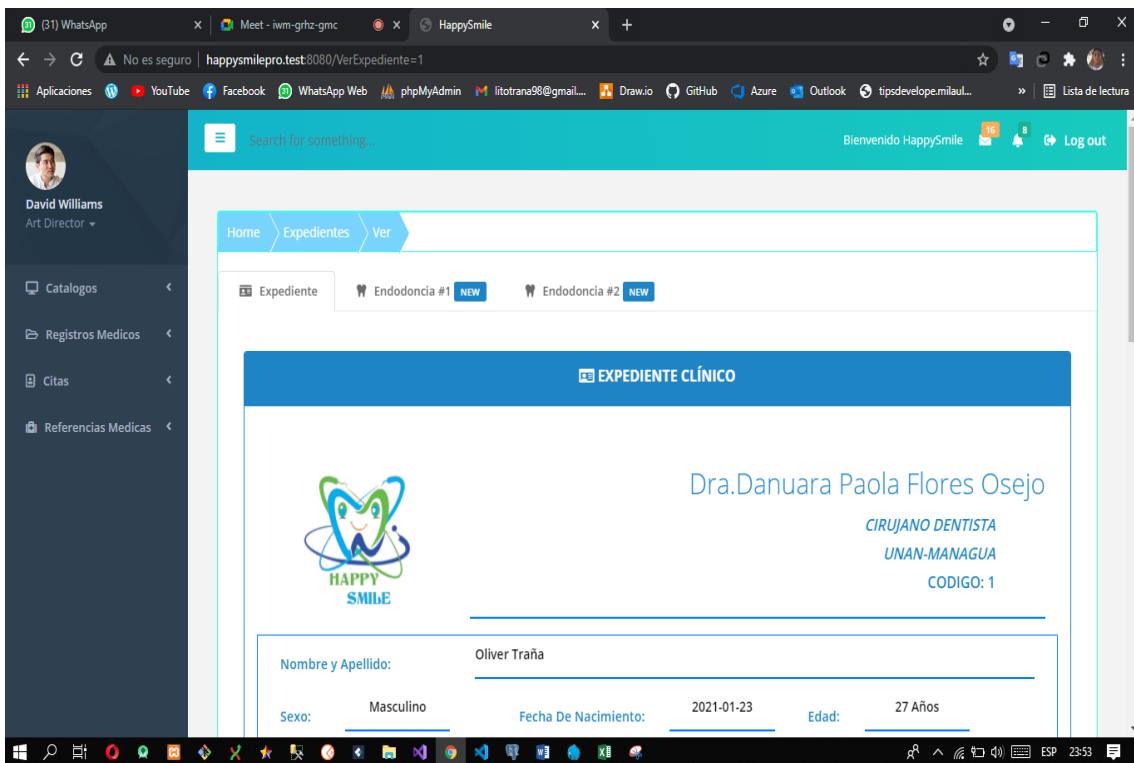 (31) WhatsApp
Meet - iwm-grhz-gmc
HappySmile
No es seguro
happysmilepro.test:8080/VerExpediente=1
Aplicaciones
YouTube
Facebook
WhatsApp Web
phpMyAdmin
litotrana98@gmail....
Draw.io
GitHub
Azure
Outlook
tipsdevelope.milaul...
»
Lista de lectura
Search for something...
Bienvenido HappySmile
16
8
Log out
David Williams
Art Director
Home
Expedientes
Ver
Catalogos
Registros Medicos
Citas
Referencias Medicas
Expediente
Endodoncia #1 NEW
Endodoncia #2 NEW
EXPEDIENTE CLÍNICO
HAPPY
SMILE
Dra.Danuara Paola Flores Osejo
CIRUJANO DENTISTA
UNAN-MANAGUA
CODIGO: 1
Nombre y Apellido: Oliver Traña
Sexo: Masculino Fecha De Nacimiento: 2021-01-23 Edad: 27 Años
ESP 23:53